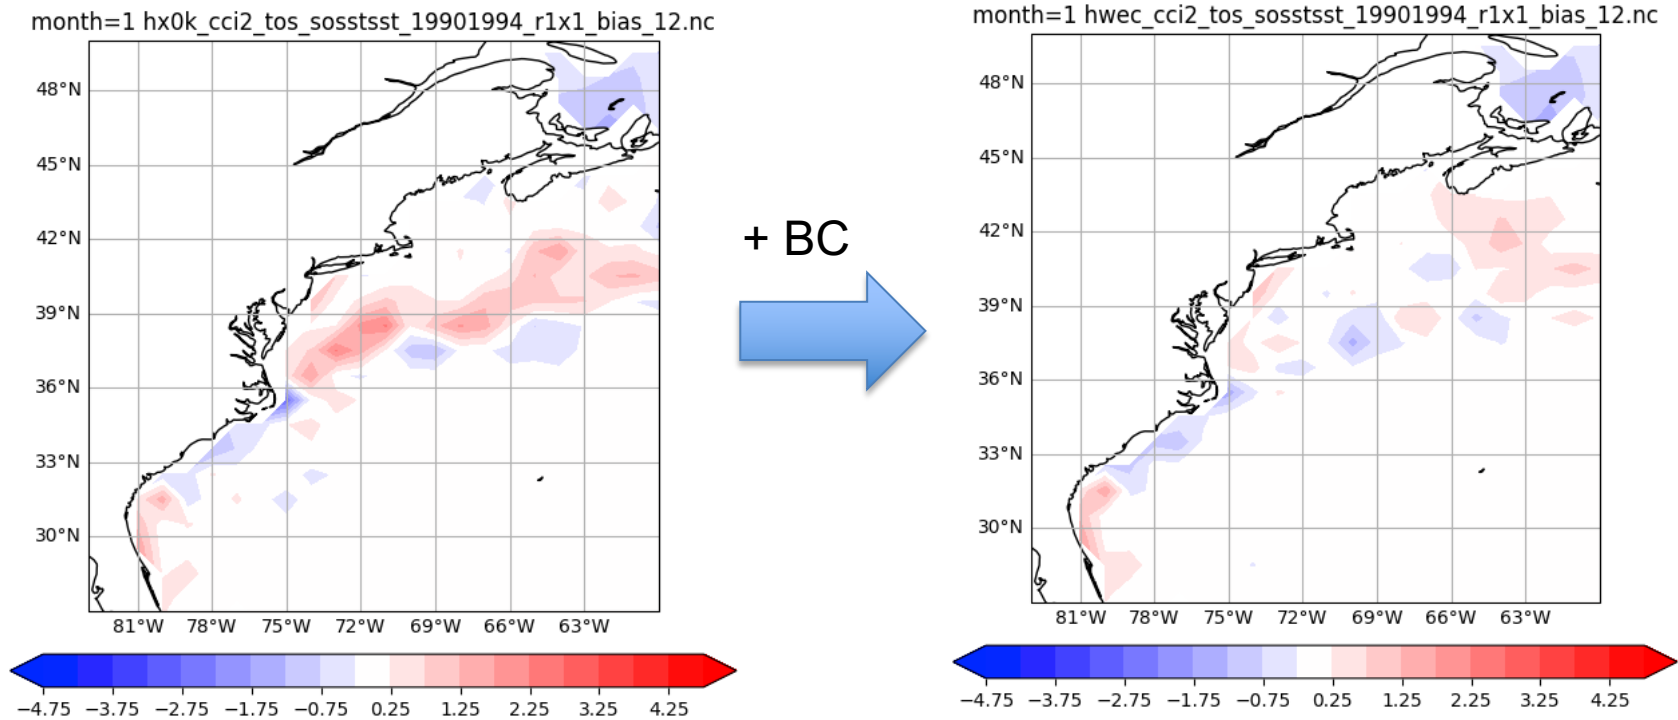 month=1 hx0k_cci2_tos_sosstsst_19901994_r1x1_bias_12.nc
48°N
45°N
42°N
39°N
36°N
33°N
30°N
81°W 78°W 75°W 72°W 69°W 66°W 63°W
−4.75 −3.75 −2.75 −1.75 −0.75 0.25 1.25 2.25 3.25 4.25
+ BC
month=1 hwec_cci2_tos_sosstsst_19901994_r1x1_bias_12.nc
48°N
45°N
42°N
39°N
36°N
33°N
30°N
81°W 78°W 75°W 72°W 69°W 66°W 63°W
−4.75 −3.75 −2.75 −1.75 −0.75 0.25 1.25 2.25 3.25 4.25